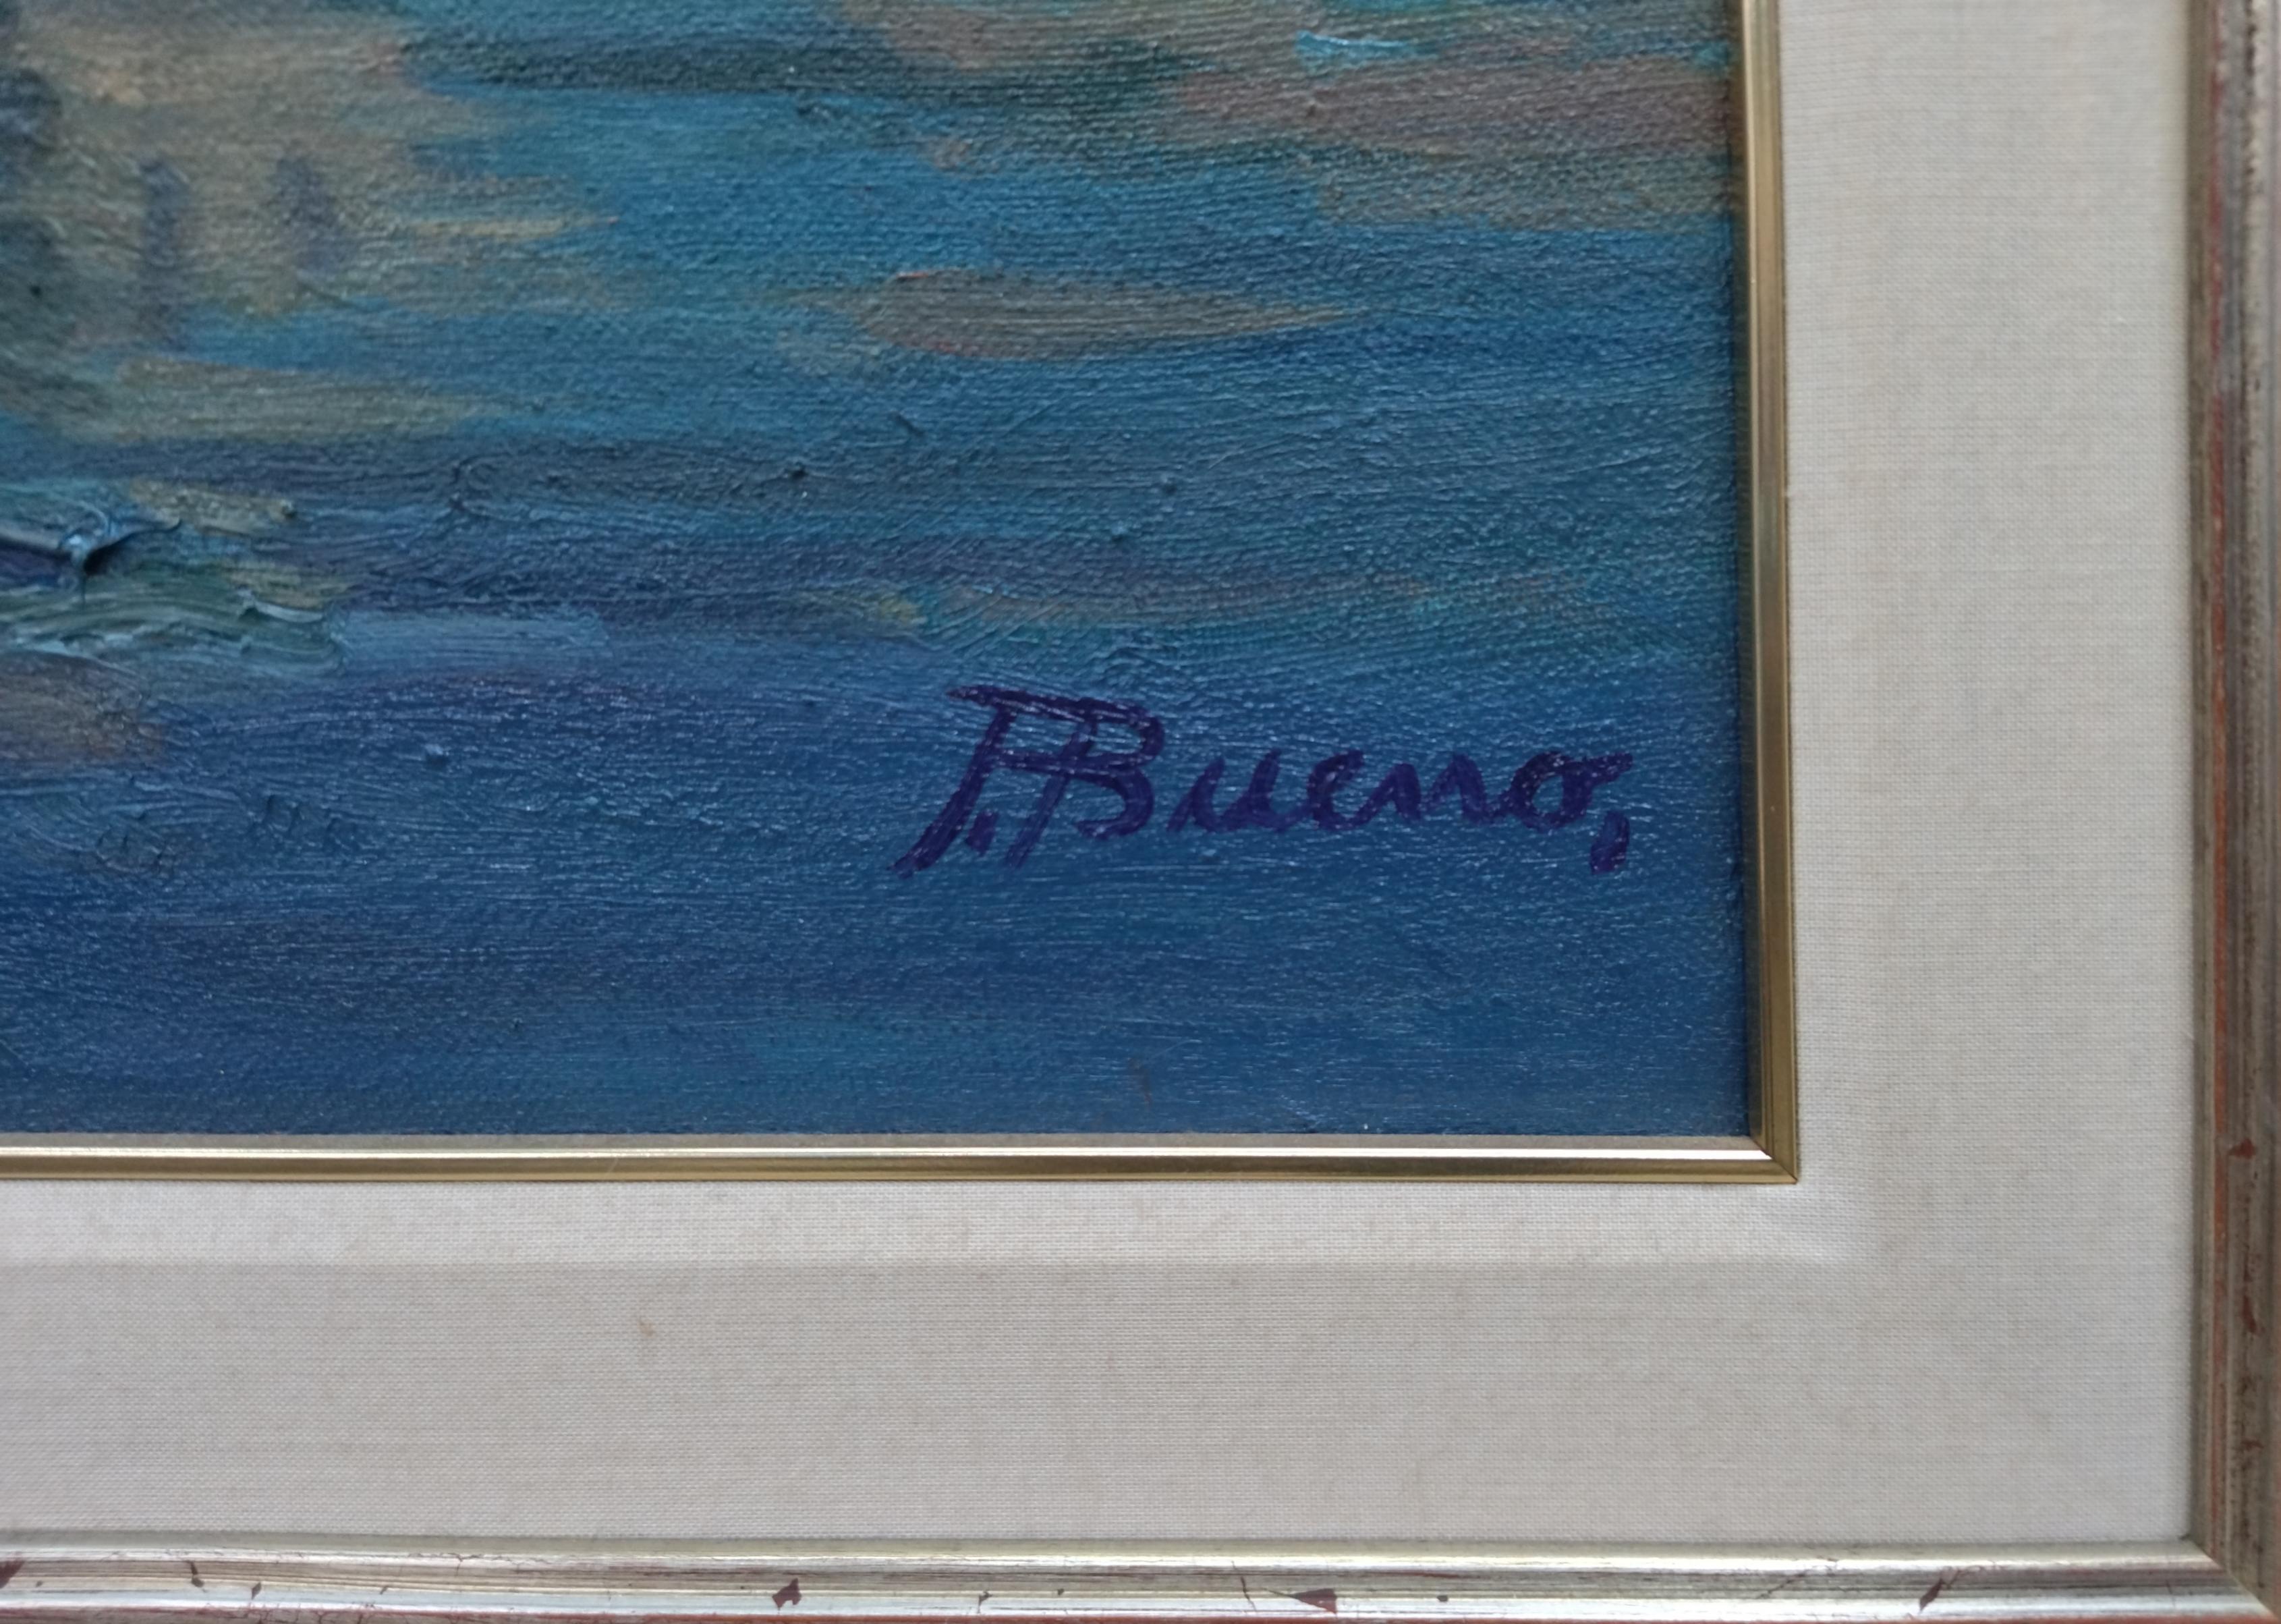 P. Bueno,